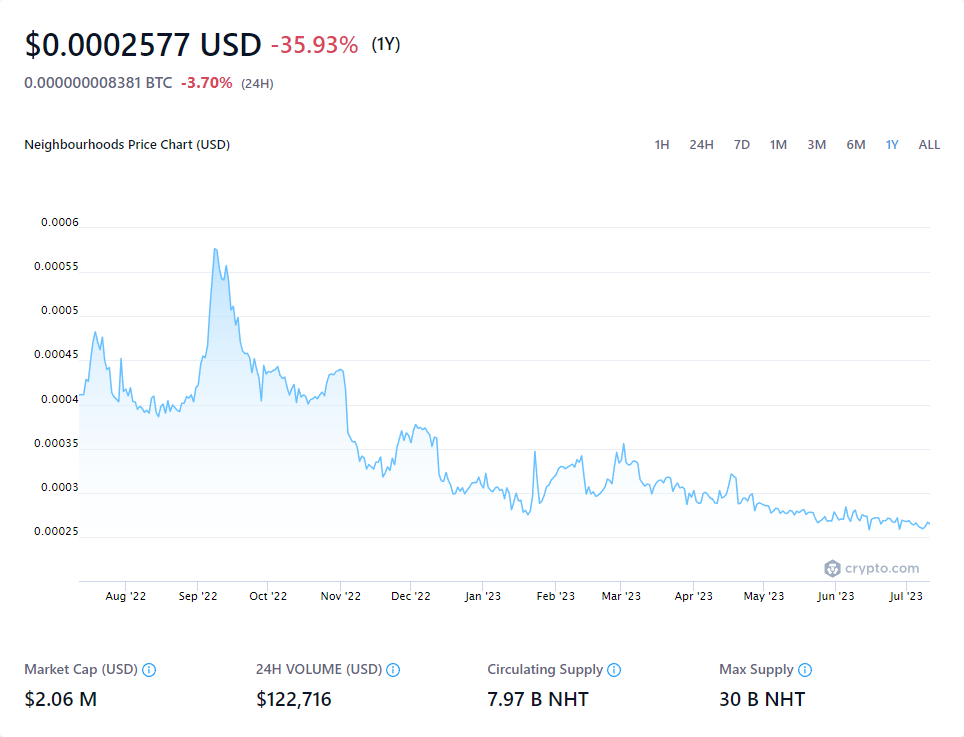 $0.0002577 USD -35.93% (1Y)
0.000000008381 BTC -3.70% (24H)
Neighbourhoods Price Chart (USD) 1H 24H 7D 1M 3M 6M 1Y ALL
0.0006
0.00055
0.0005
0.00045
0.0004
0.00035
0.0003
0.00025
crypto.com
Aug '22 Sep '22 Oct '22 Nov '22 Dec '22 Jan '23 Feb '23 Mar '23 Apr '23 May '23 Jun '23 Jul '23
Market Cap (USD) 24H VOLUME (USD) Circulating Supply Max Supply
$2.06 M $122,716 7.97 B NHT 30 B NHT